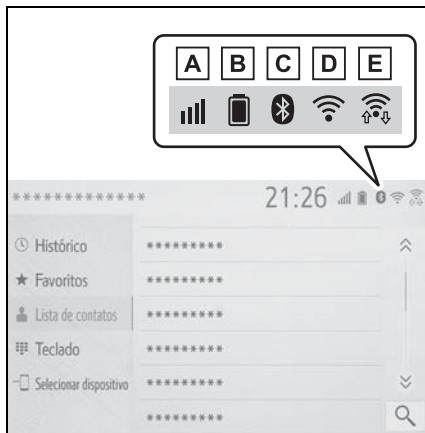 A B C D E
************* 21:26
Histórico *********
Favoritos *********
Lista de contatos *********
Teclado *********
Selecionar dispositivo *********
*********